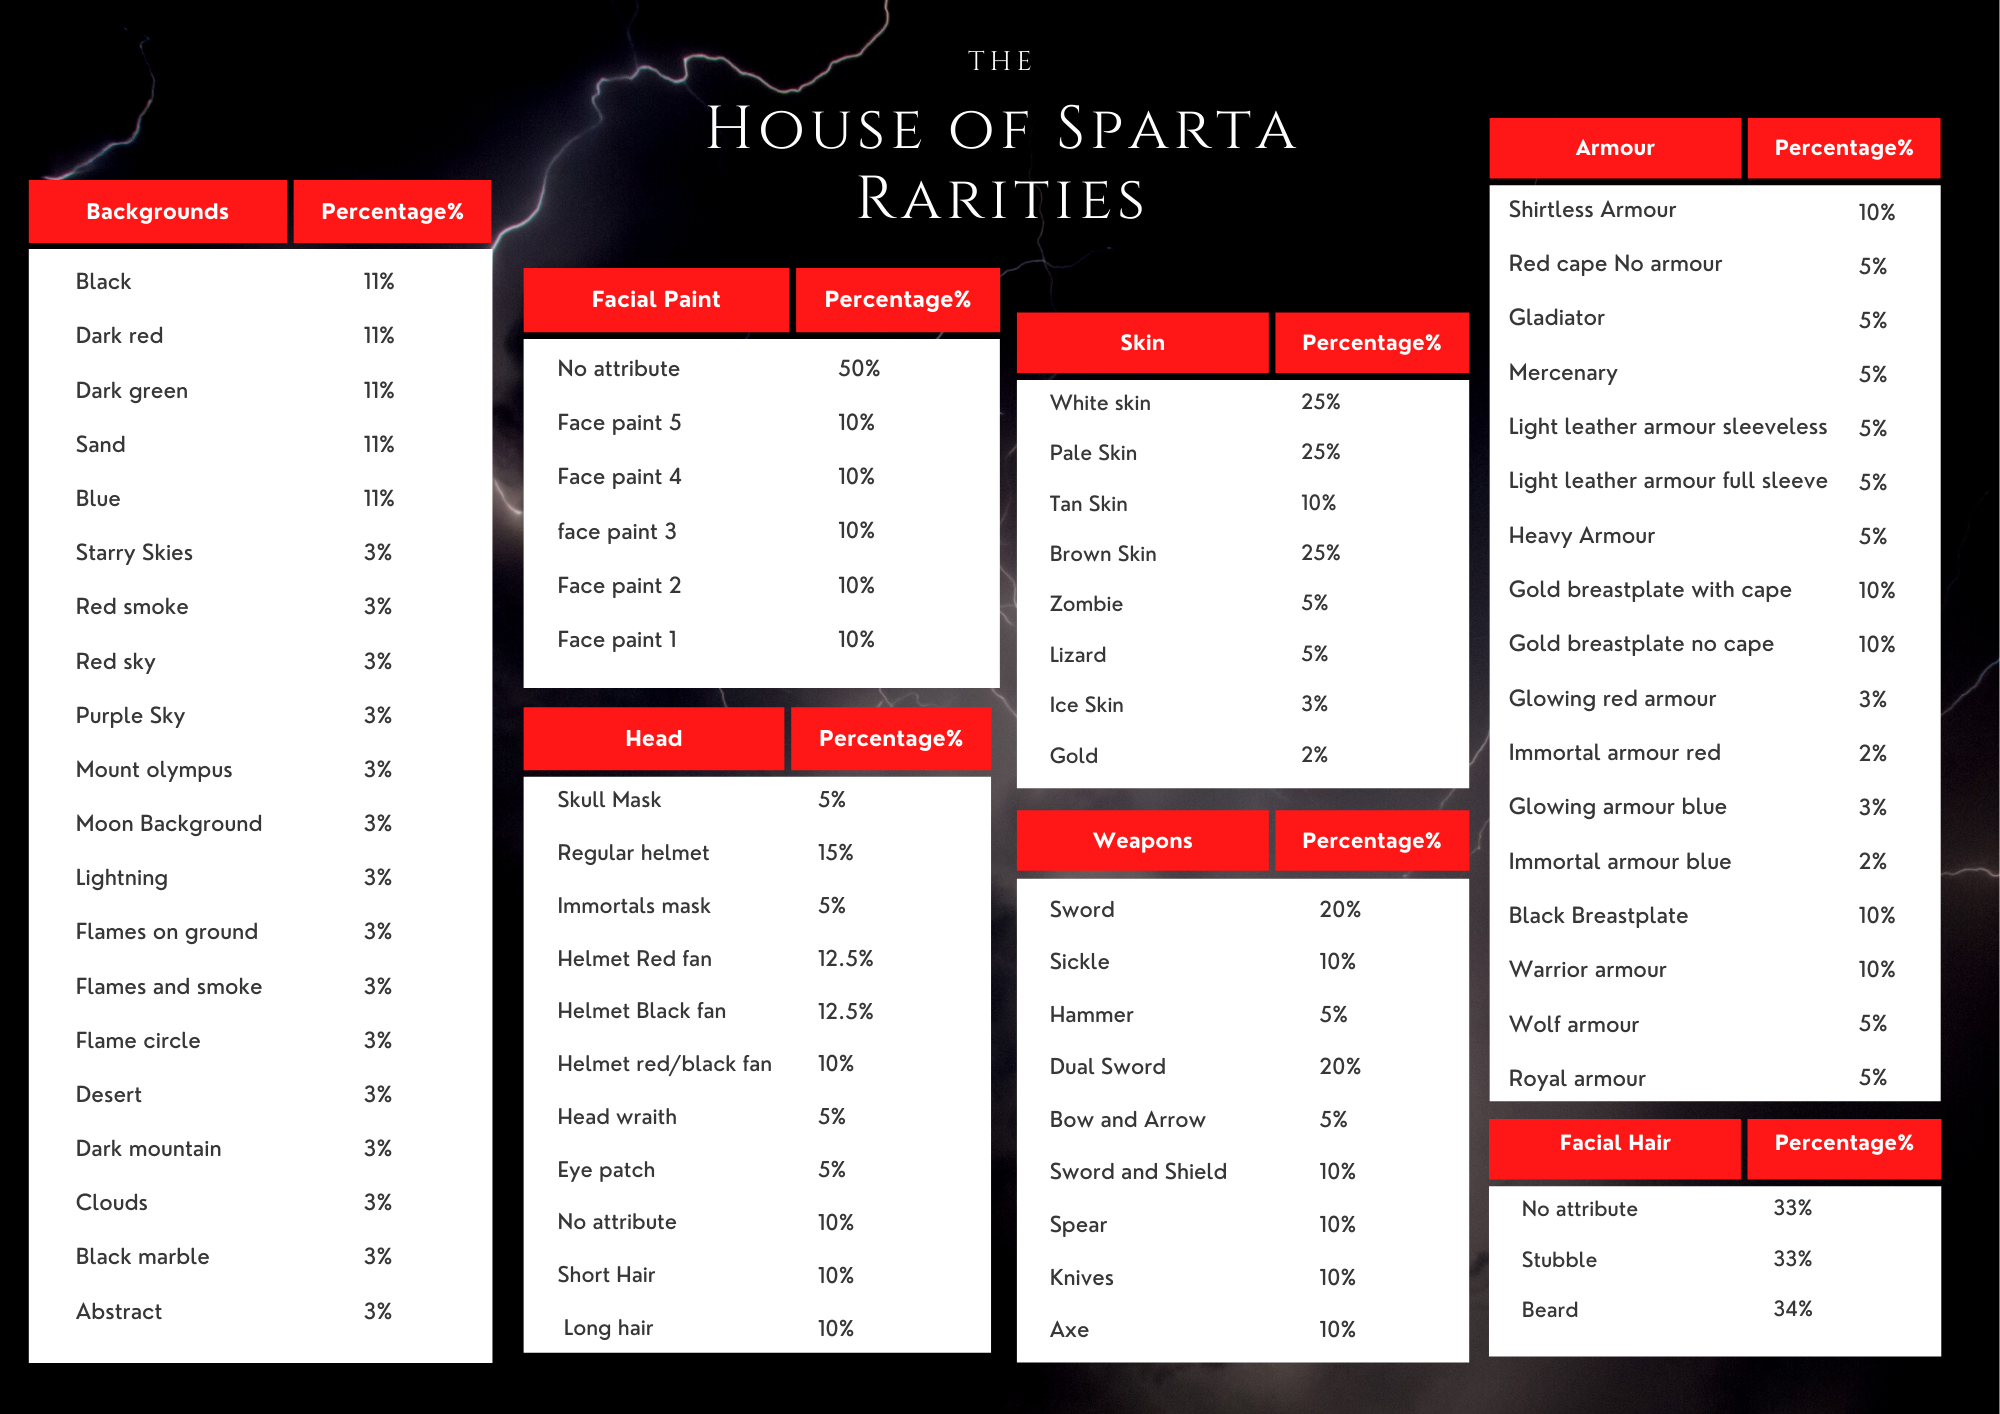 THE
HOUSE OF SPARTA
RARITIES
Backgrounds Percentage%
Black 11%
Dark red 11%
Dark green 11%
Sand 11%
Blue 11%
Starry Skies 3%
Red smoke 3%
Red sky 3%
Purple Sky 3%
Mount olympus 3%
Moon Background 3%
Lightning 3%
Flames on ground 3%
Flames and smoke 3%
Flame circle 3%
Desert 3%
Dark mountain 3%
Clouds 3%
Black marble 3%
Abstract 3%
Facial Paint Percentage%
No attribute 50%
Face paint 5 10%
Face paint 4 10%
face paint 3 10%
Face paint 2 10%
Face paint 1 10%
Head Percentage%
Skull Mask 5%
Regular helmet 15%
Immortals mask 5%
Helmet Red fan 12.5%
Helmet Black fan 12.5%
Helmet red/black fan 10%
Head wraith 5%
Eye patch 5%
No attribute 10%
Short Hair 10%
Long hair 10%
Skin Percentage%
White skin 25%
Pale Skin 25%
Tan Skin 10%
Brown Skin 25%
Zombie 5%
Lizard 5%
Ice Skin 3%
Gold 2%
Weapons Percentage%
Sword 20%
Sickle 10%
Hammer 5%
Dual Sword 20%
Bow and Arrow 5%
Sword and Shield 10%
Spear 10%
Knives 10%
Axe 10%
Armour Percentage%
Shirtless Armour 10%
Red cape No armour 5%
Gladiator 5%
Mercenary 5%
Light leather armour sleeveless 5%
Light leather armour full sleeve 5%
Heavy Armour 5%
Gold breastplate with cape 10%
Gold breastplate no cape 10%
Glowing red armour 3%
Immortal armour red 2%
Glowing armour blue 3%
Immortal armour blue 2%
Black Breastplate 10%
Warrior armour 10%
Wolf armour 5%
Royal armour 5%
Facial Hair Percentage%
No attribute 33%
Stubble 33%
Beard 34%